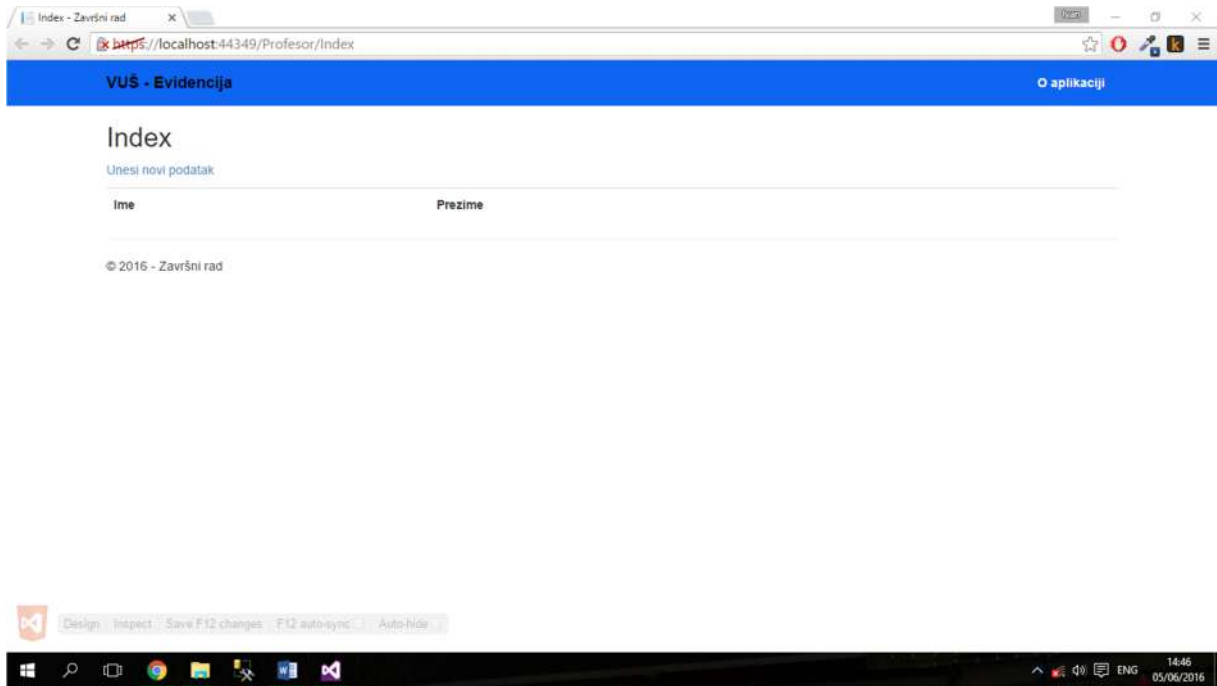 Index - Završni rad
https://localhost:44349/Profesor/Index
VUŠ - Evidencija
O aplikaciji
Index
Unesi novi podatak
Ime Prezime
© 2016 - Završni rad
Design Inspect Save F12 changes F12 auto-sync Auto-hide
ENG 14:46
05/06/2016